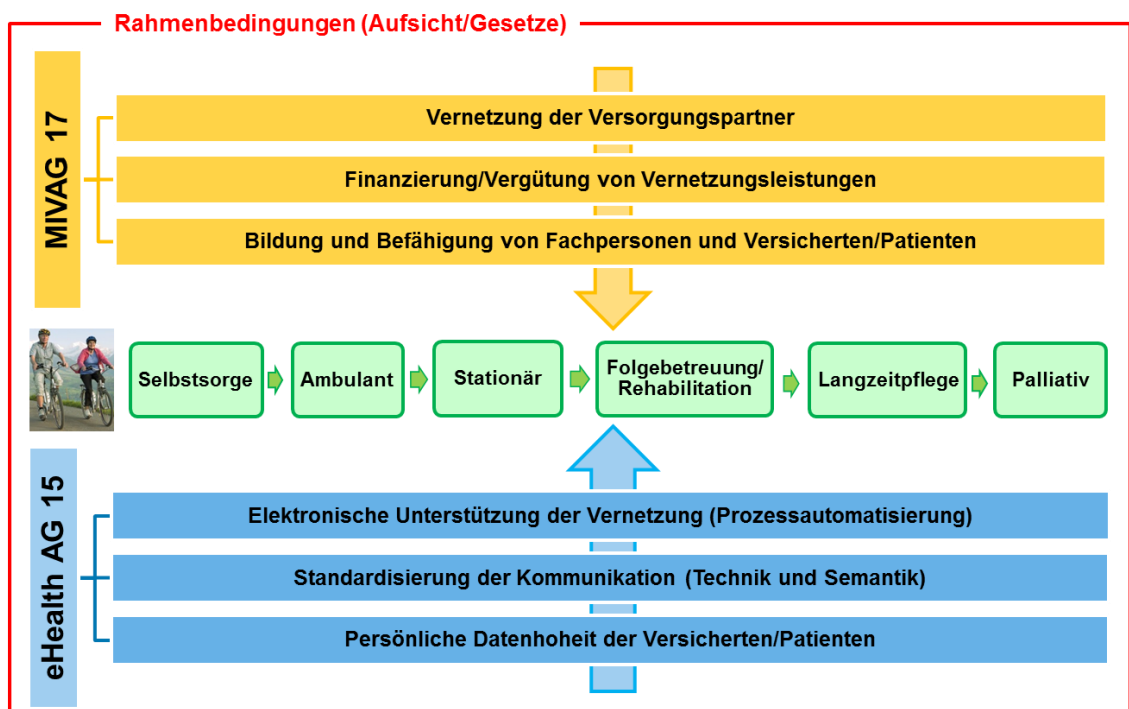 Rahmenbedingungen (Aufsicht/Gesetze)
MIVAG 17
Vernetzung der Versorgungspartner
Finanzierung/Vergütung von Vernetzungsleistungen
Bildung und Befähigung von Fachpersonen und Versicherten/Patienten
Selbstsorge
Ambulant
Stationär
Folgebetreuung/
Rehabilitation
Langzeitpflege
Palliativ
eHealth AG 15
Elektronische Unterstützung der Vernetzung (Prozessautomatisierung)
Standardisierung der Kommunikation (Technik und Semantik)
Persönliche Datenhoheit der Versicherten/Patienten